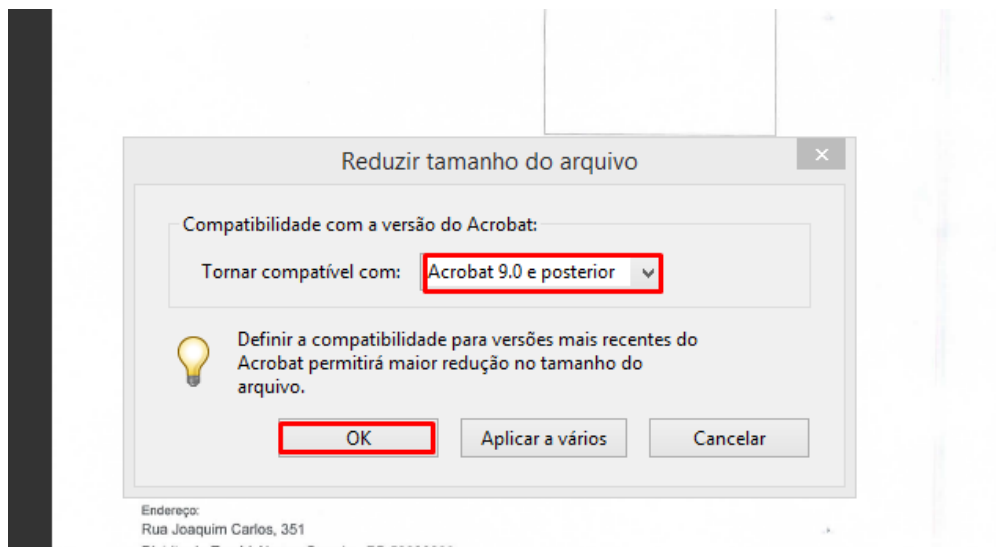 Reduzir tamanho do arquivo
Compatibilidade com a versão do Acrobat:
Tornar compatível com: Acrobat 9.0 e posterior
Definir a compatibilidade para versões mais recentes do
Acrobat permitirá maior redução no tamanho do
arquivo.
OK Aplicar a vários Cancelar
Endereço:
Rua Joaquim Carlos, 351